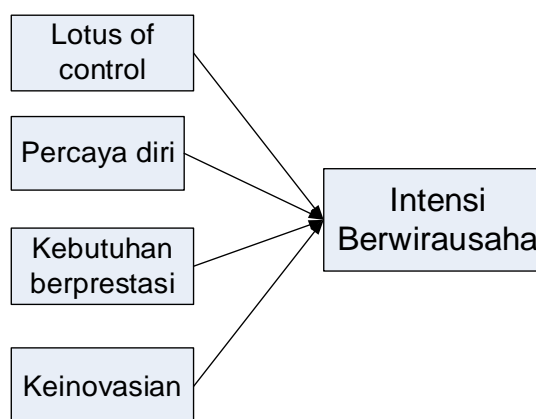 Lotus of
control
Percaya diri
Kebutuhan
berprestasi
Keinovasian
Intensi
Berwirausaha